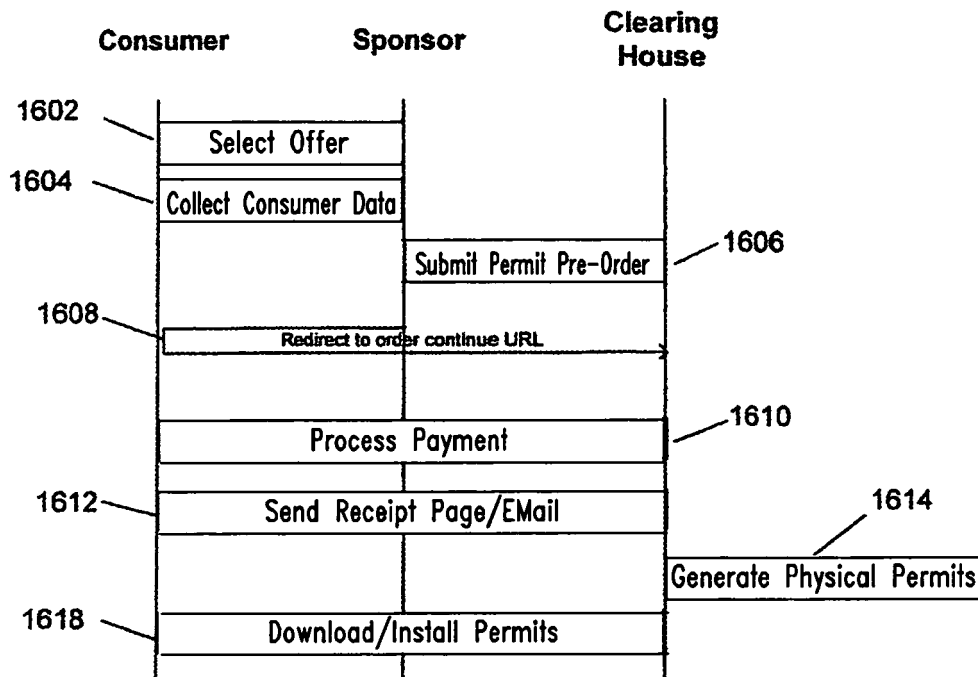 Consumer Sponsor Clearing
House
1602
Select Offer
1604
Collect Consumer Data
1606
Submit Permit Pre-Order
1608
Redirect to order continue URL
1610
Process Payment
1612
Send Receipt Page/EMail
1614
Generate Physical Permits
1618
Download/Install Permits